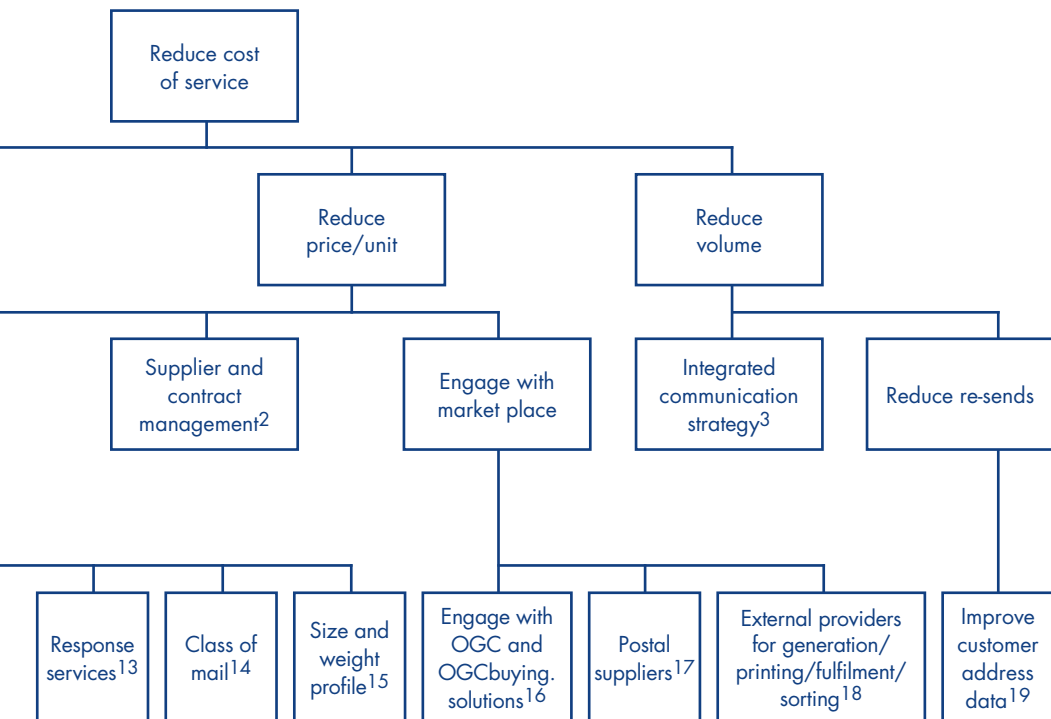 Reduce cost
of service
Reduce
price/unit
Reduce
volume
Supplier and
contract
management2
Engage with
market place
Integrated
communication
strategy3
Reduce re-sends
Response
services13
Class of
mail14
Size and
weight
profile15
Engage with
OGC and
OGCbuying.
solutions16
Postal
suppliers17
External providers
for generation/
printing/fulfilment/
sorting18
Improve
customer
address
data19